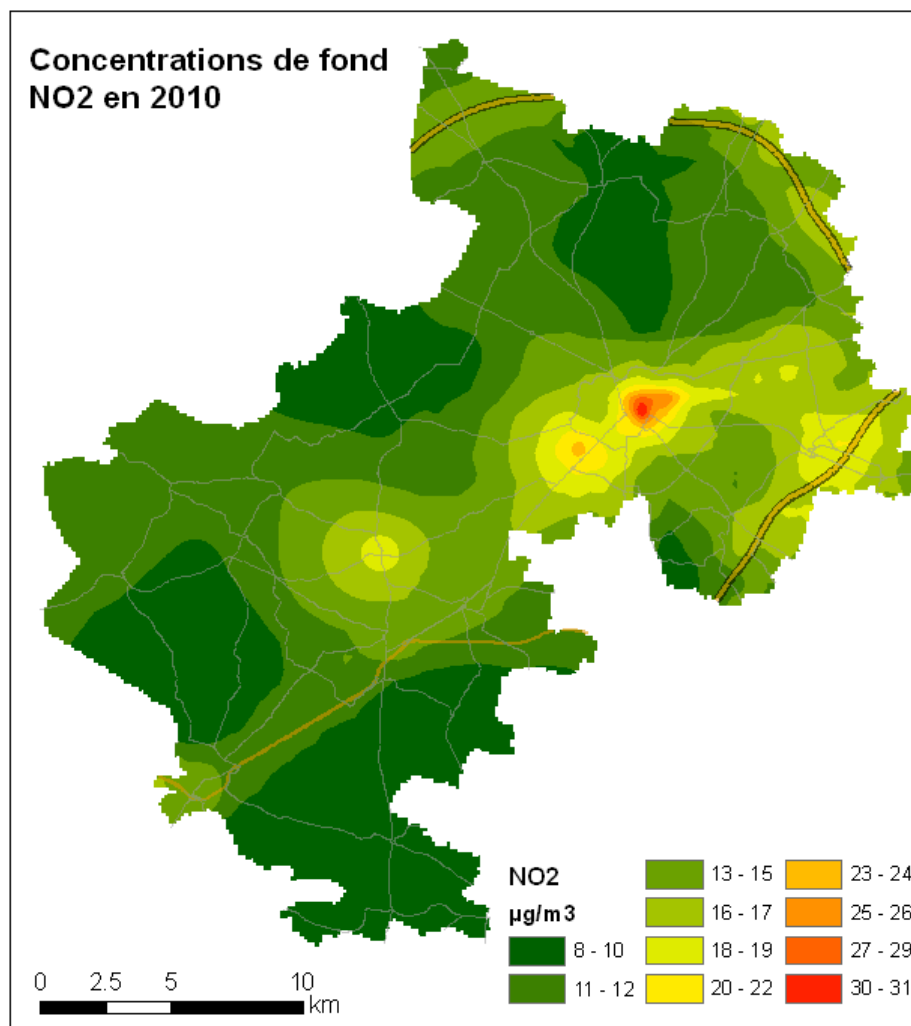 Concentrations de fond
NO2 en 2010
NO2
µg/m3
8 - 10
11 - 12
13 - 15
16 - 17
18 - 19
20 - 22
23 - 24
25 - 26
27 - 29
30 - 31
0 2.5 5 10
km